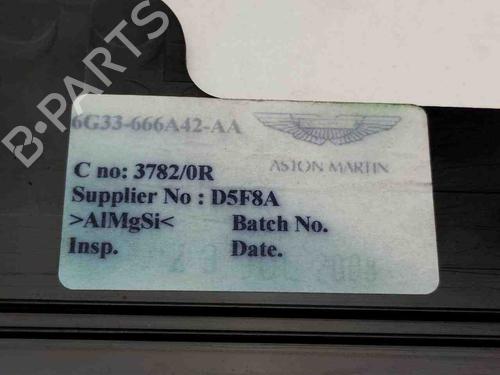 B-PARTS
6G33-666A42-AA
ASTON MARTIN
C no: 3782/0R
Supplier No : D5F8A
>AlMgSi< Batch No.
Insp. Date.